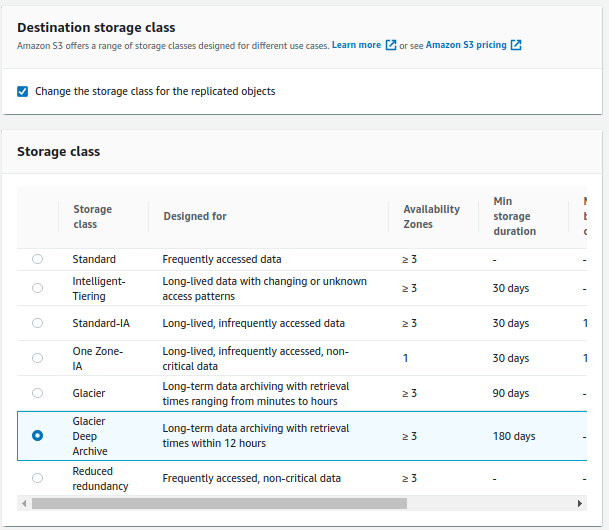 Destination storage class
Amazon S3 offers a range of storage classes designed for different use cases. Learn more or see Amazon S3 pricing
Change the storage class for the replicated objects
Storage class
Storage class Designed for Availability Zones Min storage duration
Standard Frequently accessed data ≥ 3 - -
Intelligent-Tiering Long-lived data with changing or unknown access patterns ≥ 3 30 days -
Standard-IA Long-lived, infrequently accessed data ≥ 3 30 days 1
One Zone-IA Long-lived, infrequently accessed, non-critical data 1 30 days 1
Glacier Long-term data archiving with retrieval times ranging from minutes to hours ≥ 3 90 days -
Glacier Deep Archive Long-term data archiving with retrieval times within 12 hours ≥ 3 180 days -
Reduced redundancy Frequently accessed, non-critical data ≥ 3 - -